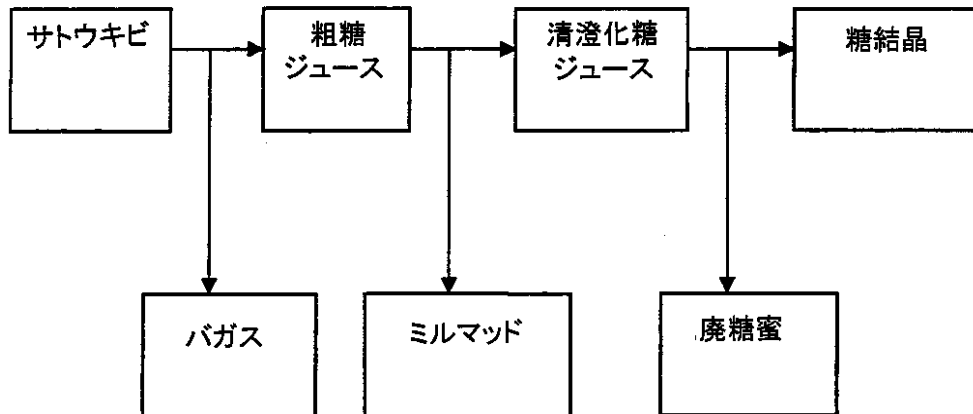 サトウキビ
粗糖
ジュース
清澄化糖
ジュース
糖結晶
バガス
ミルマッド
廃糖蜜